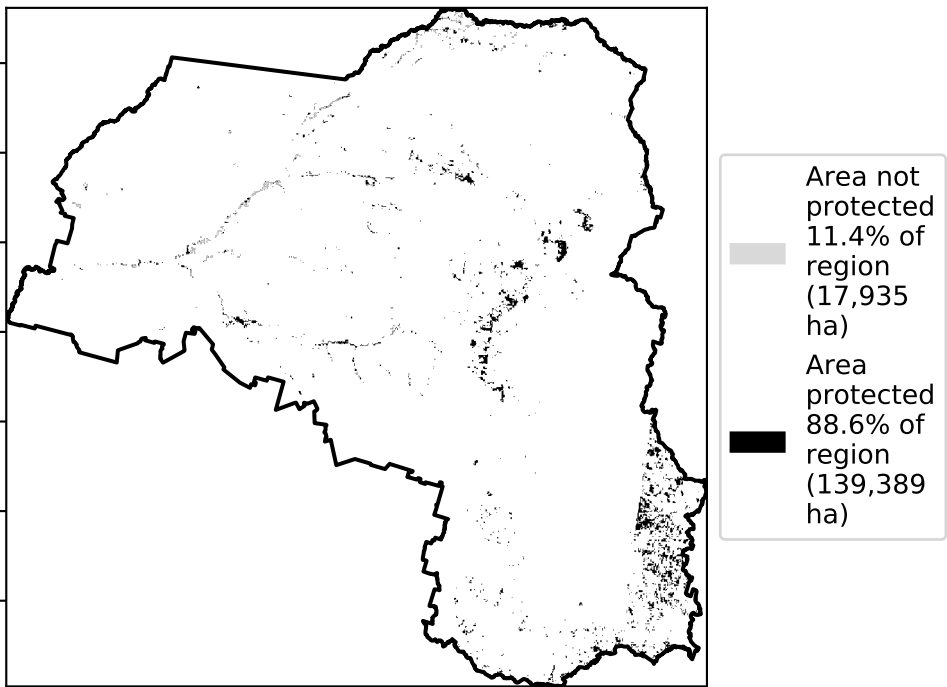 Area not
protected
11.4% of
region
(17,935
ha)
Area
protected
88.6% of
region
(139,389
ha)